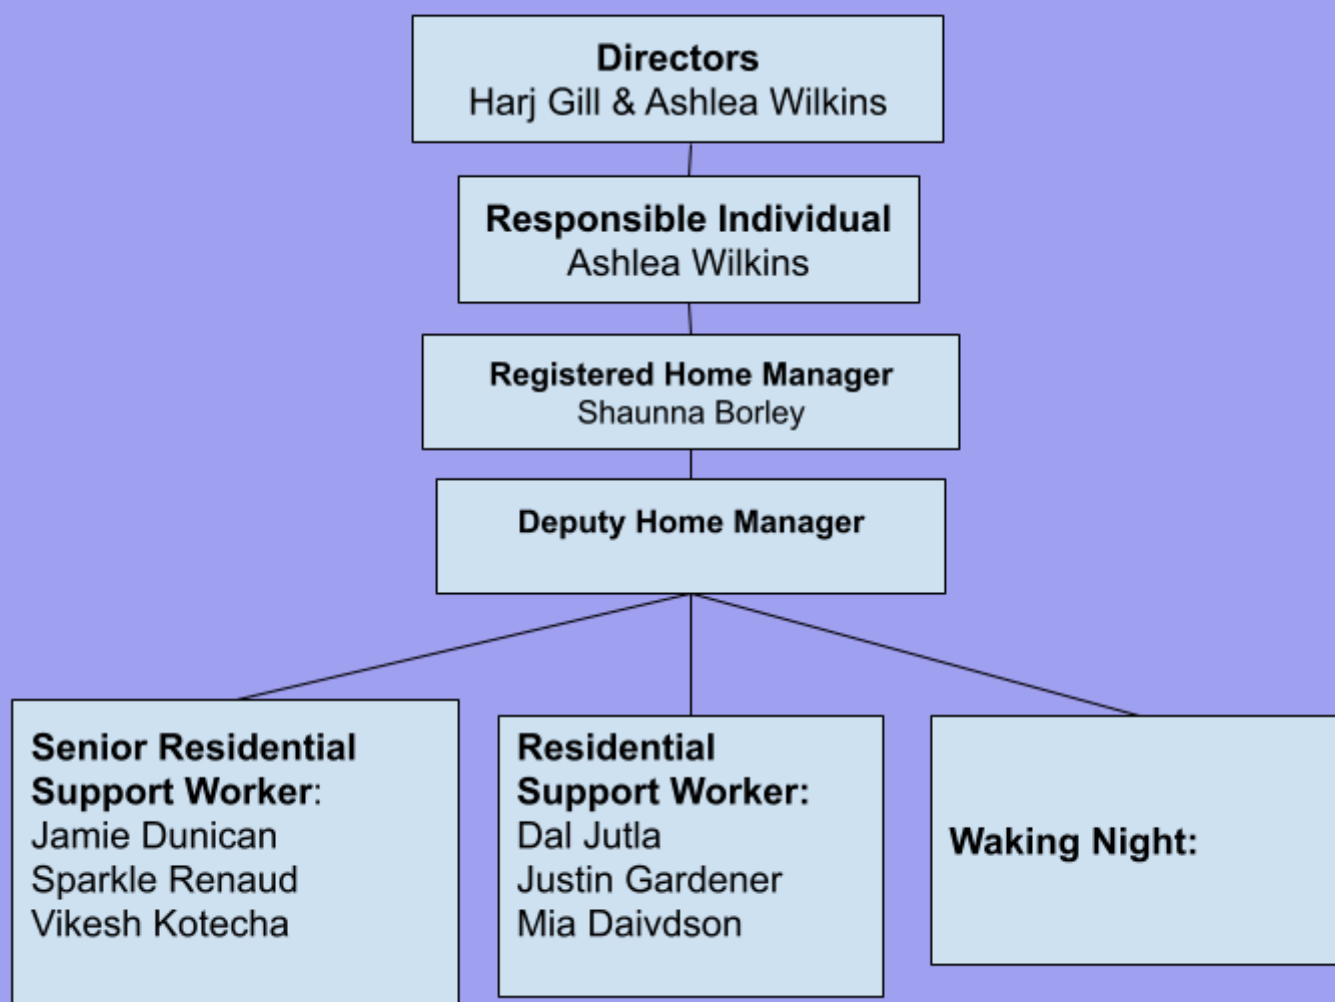 Directors
Harj Gill & Ashlea Wilkins
Responsible Individual
Ashlea Wilkins
Registered Home Manager
Shaunna Borley
Deputy Home Manager
Senior Residential
Support Worker:
Jamie Dunican
Sparkle Renaud
Vikesh Kotecha
Residential
Support Worker:
Dal Jutla
Justin Gardener
Mia Daivdson
Waking Night: